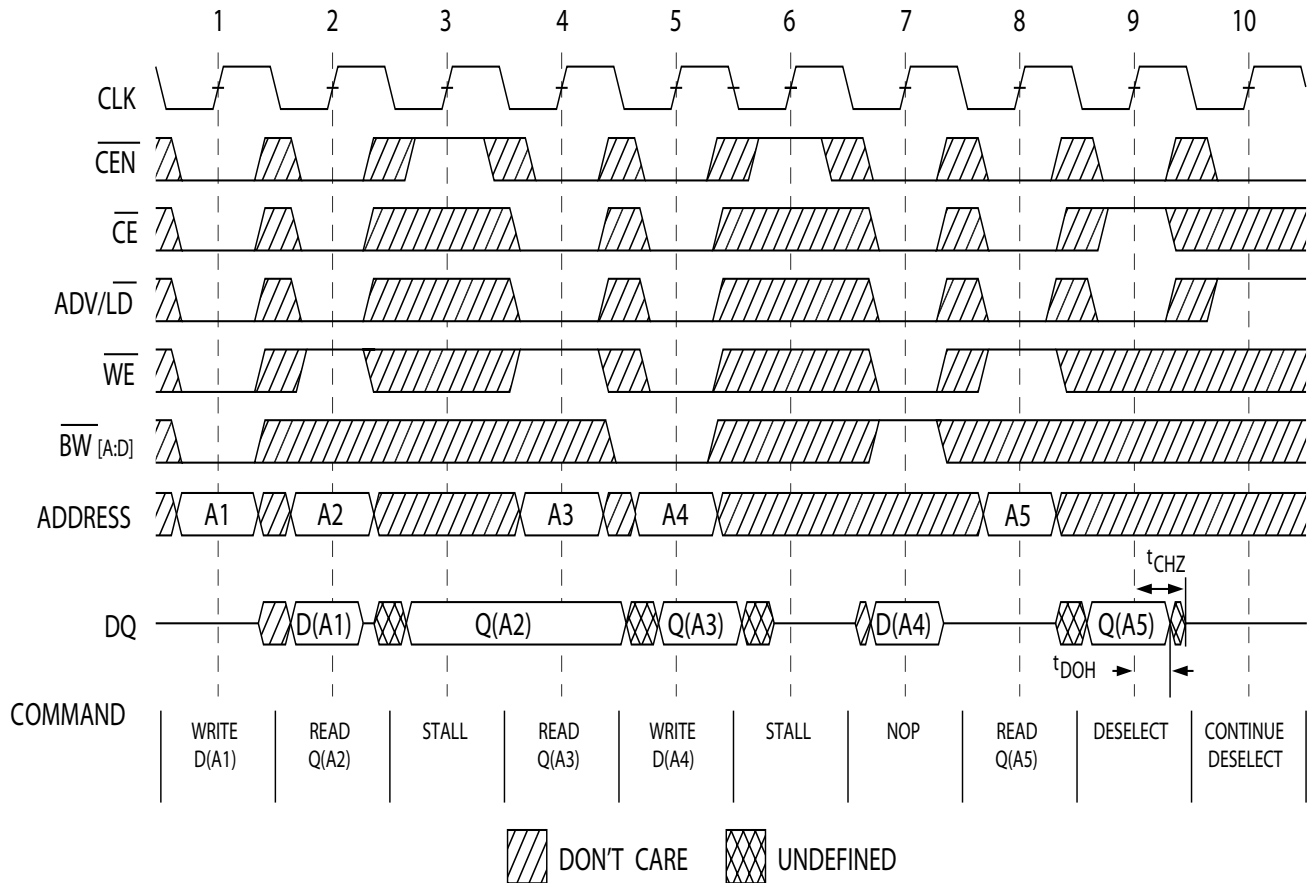 1 2 3 4 5 6 7 8 9 10
CLK
CEN
CE
ADV/LD
WE
BW [A:D]
ADDRESS A1 A2 A3 A4 A5
tCHZ
DQ D(A1) Q(A2) Q(A3) D(A4) Q(A5)
tDOH
COMMAND
WRITE READ STALL READ WRITE STALL NOP READ DESELECT CONTINUE
D(A1) Q(A2) Q(A3) D(A4) Q(A5) DESELECT
DON'T CARE UNDEFINED